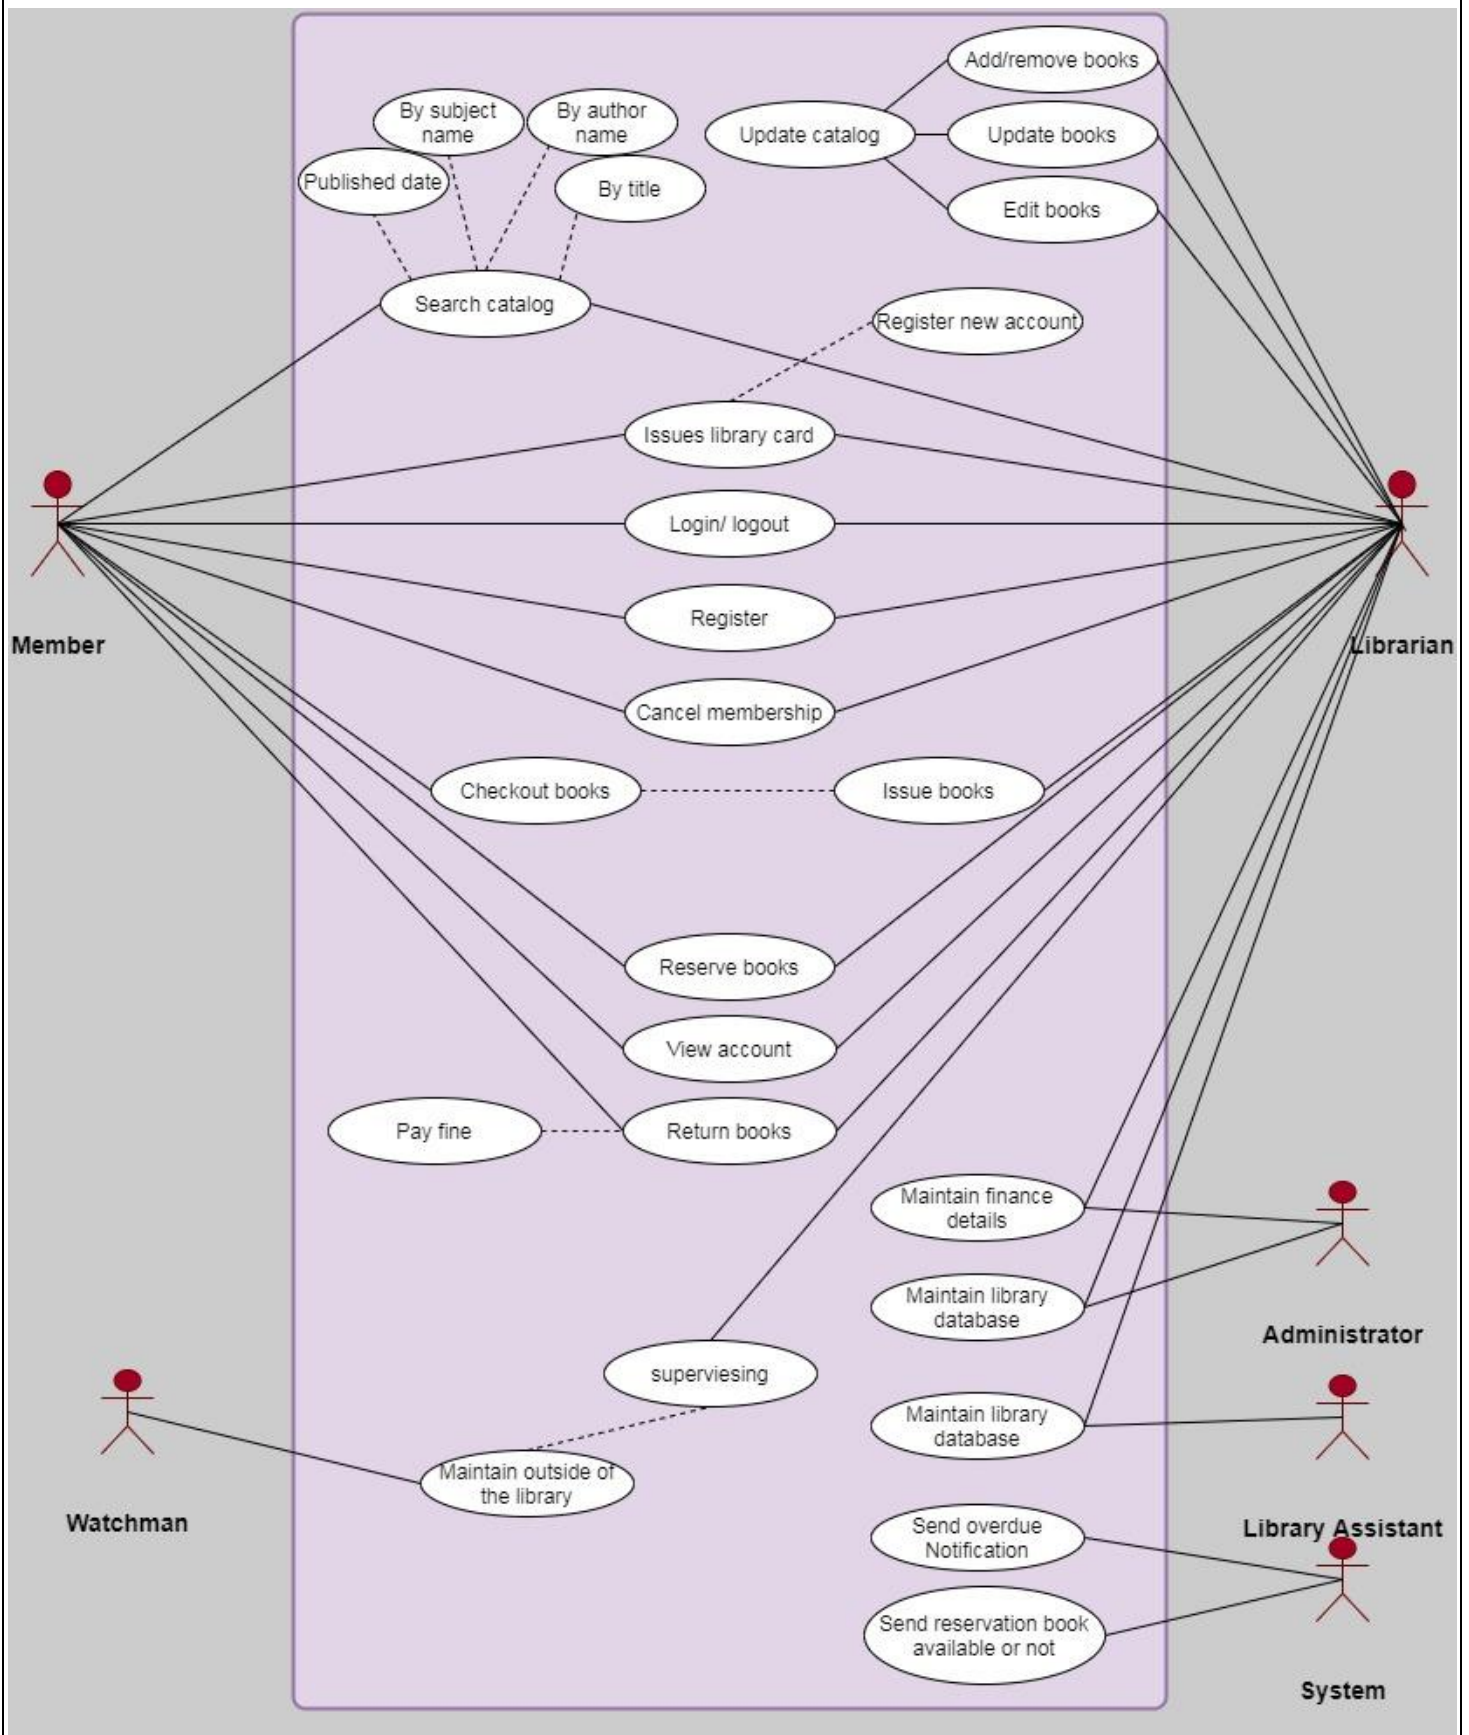 Add/remove books
By subject
name
By author
name
Update catalog
Update books
Published date
By title
Edit books
Search catalog
Register new account
Issues library card
Login/ logout
Register
Member
Librarian
Cancel membership
Checkout books
Issue books
Reserve books
View account
Pay fine
Return books
Maintain finance
details
Maintain library
database
Administrator
superviesing
Maintain library
database
Maintain outside of
the library
Watchman
Send overdue
Notification
Library Assistant
Send reservation book
available or not
System